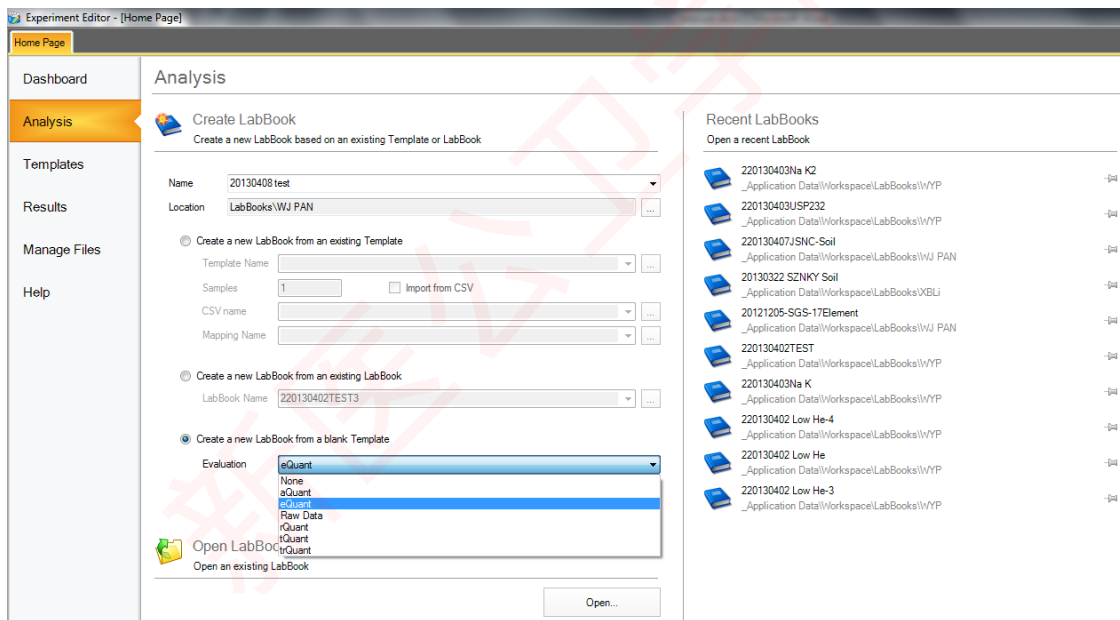 Experiment Editor - [Home Page]
Home Page
Dashboard
Analysis
Templates
Results
Manage Files
Help
Analysis
Create LabBook
Create a new LabBook based on an existing Template or LabBook
Name 20130408 test
Location LabBooks\WJ PAN ...
Create a new LabBook from an existing Template
Template Name ...
Samples 1 Import from CSV
CSV name ...
Mapping Name ...
Create a new LabBook from an existing LabBook
LabBook Name 220130402TEST3 ...
Create a new LabBook from a blank Template
Evaluation eQuant
None
aQuant
eQuant
Raw Data
rQuant
tQuant
trQuant
Open LabBoo
Open an existing LabBook
Open...
Recent LabBooks
Open a recent LabBook
220130403Na K2
_Application Data\\Workspace\LabBooks\WYP
220130403USP232
_Application Data\\Workspace\LabBooks\WYP
220130407JSNC-Soil
_Application Data\\Workspace\LabBooks\WJ PAN
20130322 SZNKY Soil
_Application Data\\Workspace\LabBooks\XBLi
20121205-SGS-17Element
_Application Data\\Workspace\LabBooks\WJ PAN
220130402TEST
_Application Data\\Workspace\LabBooks\WYP
220130403Na K
_Application Data\\Workspace\LabBooks\WYP
220130402 Low He-4
_Application Data\\Workspace\LabBooks\WYP
220130402 Low He
_Application Data\\Workspace\LabBooks\WYP
220130402 Low He-3
_Application Data\\Workspace\LabBooks\WYP